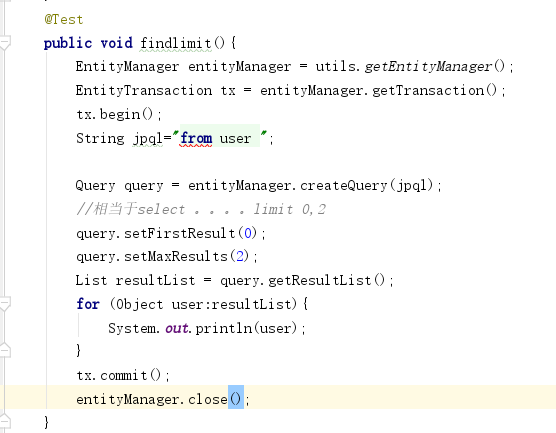 @Test
public void findlimit(){
EntityManager entityManager = utils.getEntityManager();
EntityTransaction tx = entityManager.getTransaction();
tx.begin();
String jpql="from user ";
Query query = entityManager.createQuery(jpql);
//相当于select . . . . limit 0,2
query.setFirstResult(0);
query.setMaxResults(2);
List resultList = query.getResultList();
for (Object user:resultList){
System.out.println(user);
}
tx.commit();
entityManager.close();
}